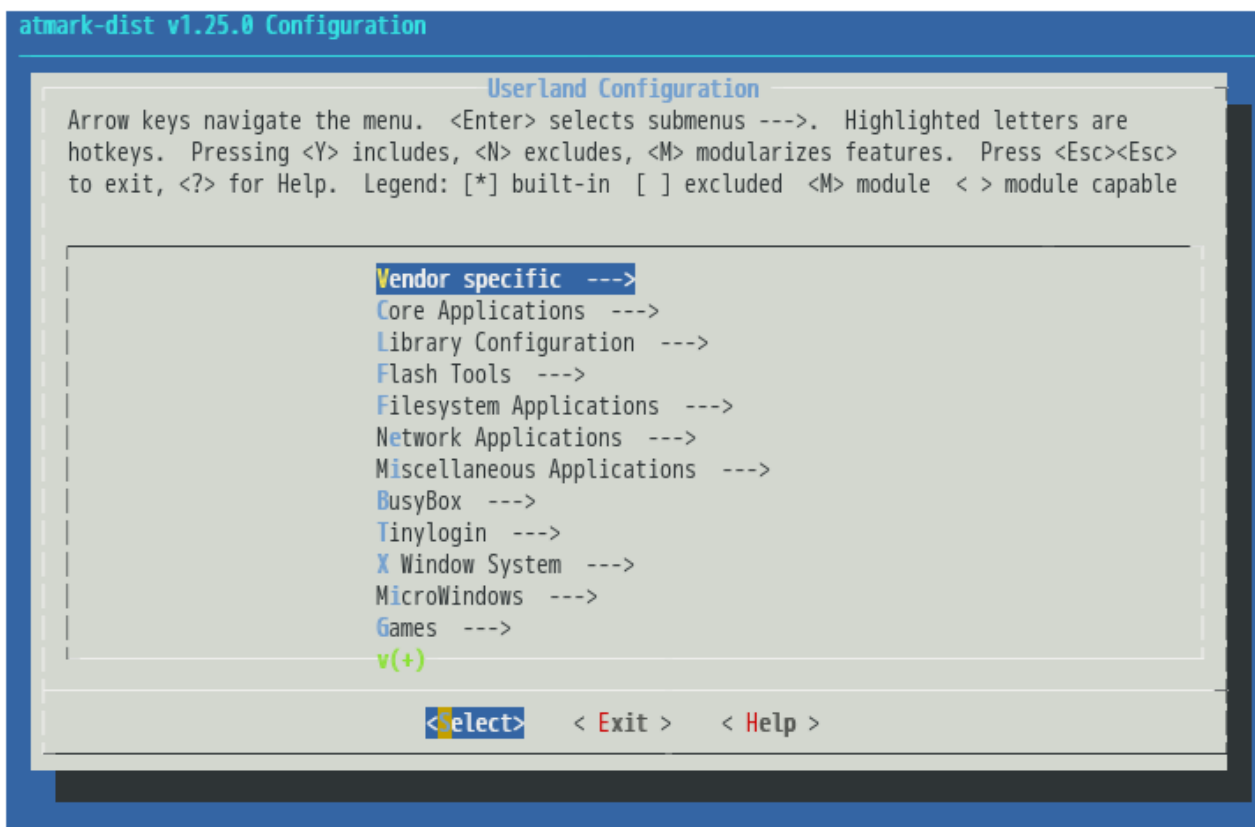 atmark-dist v1.25.0 Configuration
Userland Configuration
Arrow keys navigate the menu.  <Enter> selects submenus --->.  Highlighted letters are
hotkeys.  Pressing <Y> includes, <N> excludes, <M> modularizes features.  Press <Esc><Esc>
to exit, <?> for Help.  Legend: [*] built-in  [ ] excluded  <M> module  < > module capable
Vendor specific  --->
Core Applications  --->
Library Configuration  --->
Flash Tools  --->
Filesystem Applications  --->
Network Applications  --->
Miscellaneous Applications  --->
BusyBox  --->
Tinylogin  --->
X Window System  --->
MicroWindows  --->
Games  --->
v(+)
<Select>    < Exit >    < Help >